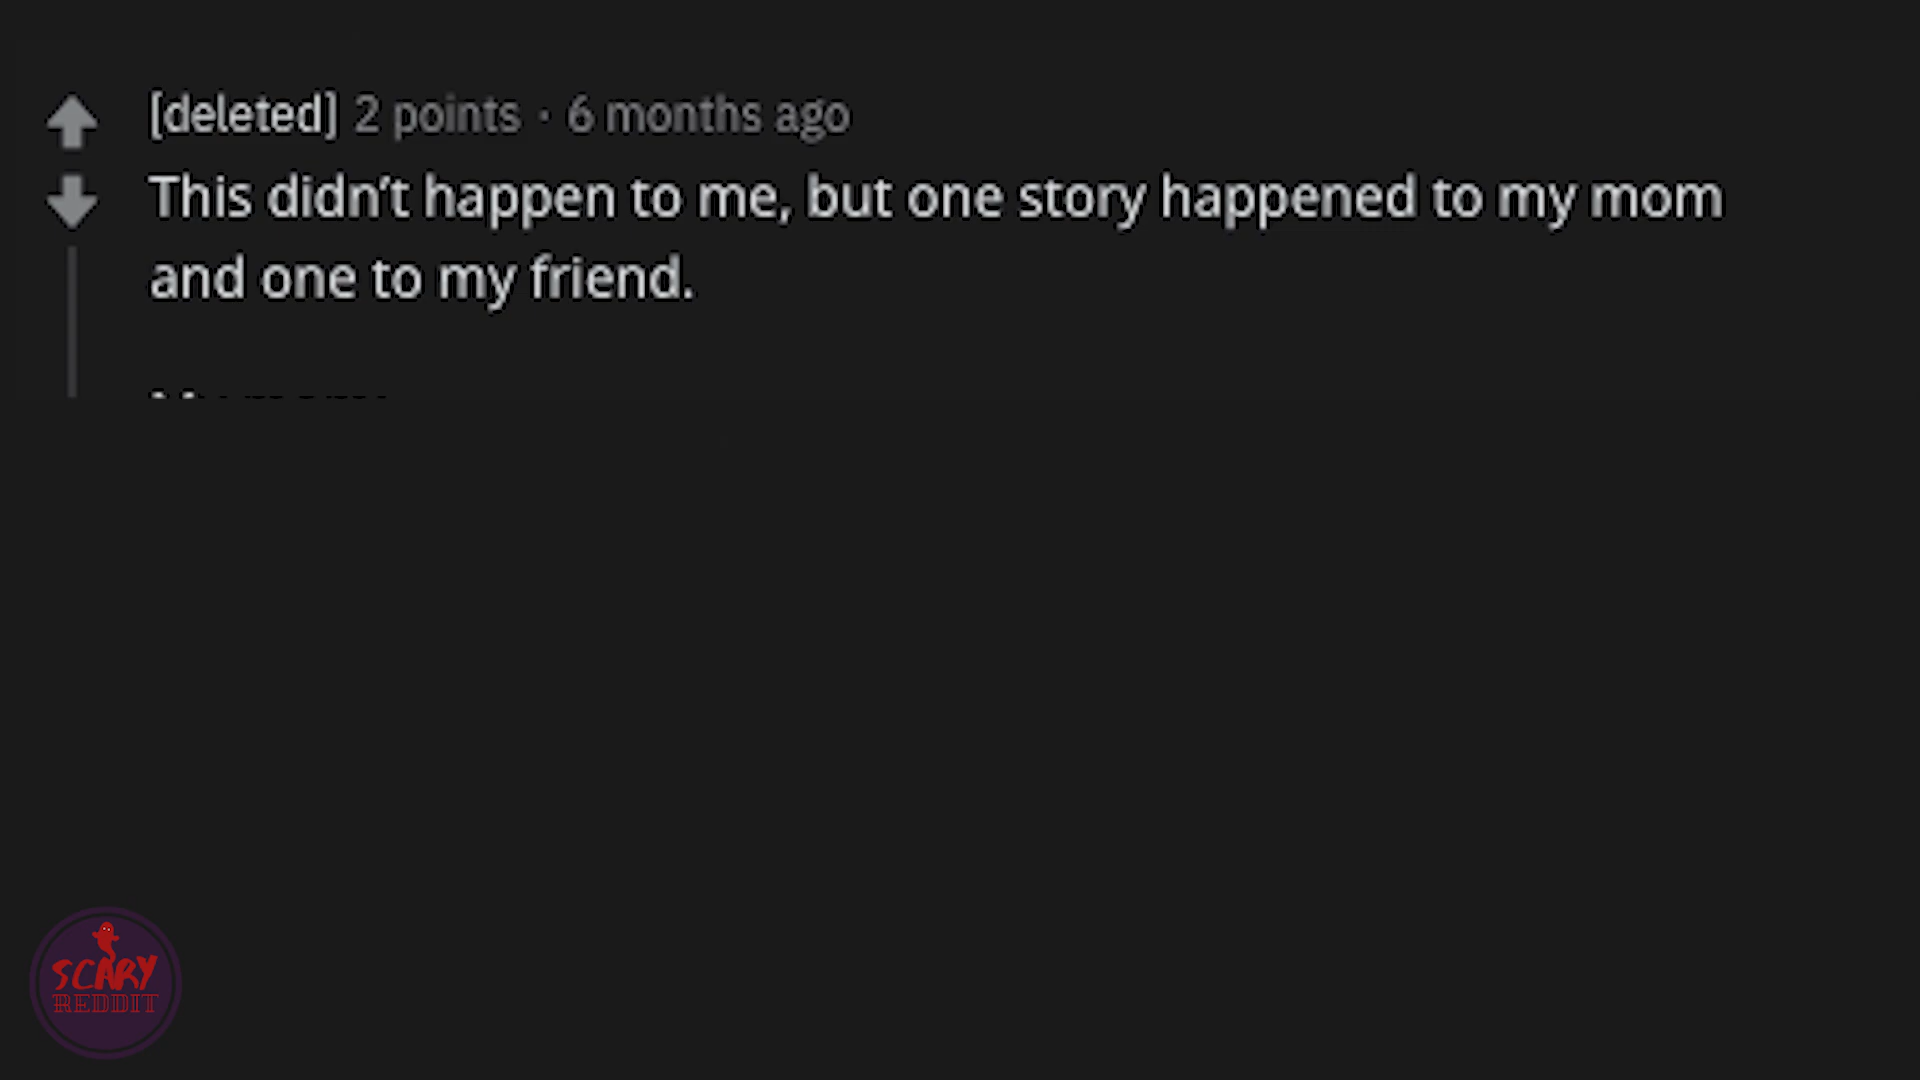 [deleted] 2 points · 6 months ago
This didn't happen to me, but one story happened to my mom
and one to my friend.
SCARY
REDDIT